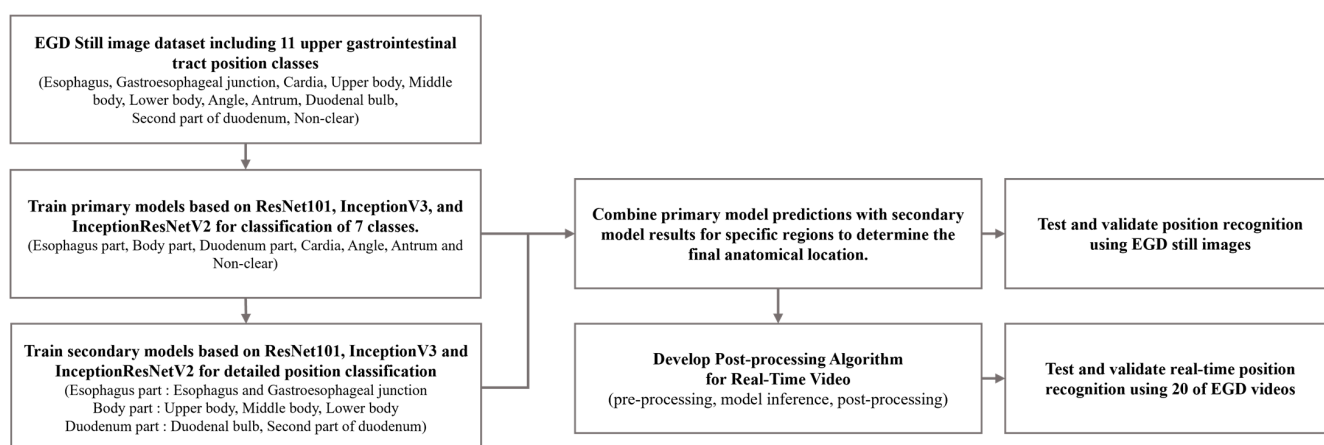 EGD Still image dataset including 11 upper gastrointestinal
tract position classes
(Esophagus, Gastroesophageal junction, Cardia, Upper body, Middle
body, Lower body, Angle, Antrum, Duodenal bulb,
Second part of duodenum, Non-clear)
Train primary models based on ResNet101, InceptionV3, and
InceptionResNetV2 for classification of 7 classes.
(Esophagus part, Body part, Duodenum part, Cardia, Angle, Antrum and
Non-clear)
Train secondary models based on ResNet101, InceptionV3 and
InceptionResNetV2 for detailed position classification
(Esophagus part : Esophagus and Gastroesophageal junction
Body part : Upper body, Middle body, Lower body
Duodenum part : Duodenal bulb, Second part of duodenum)
Combine primary model predictions with secondary
model results for specific regions to determine the
final anatomical location.
Test and validate position recognition
using EGD still images
Develop Post-processing Algorithm
for Real-Time Video
(pre-processing, model inference, post-processing)
Test and validate real-time position
recognition using 20 of EGD videos